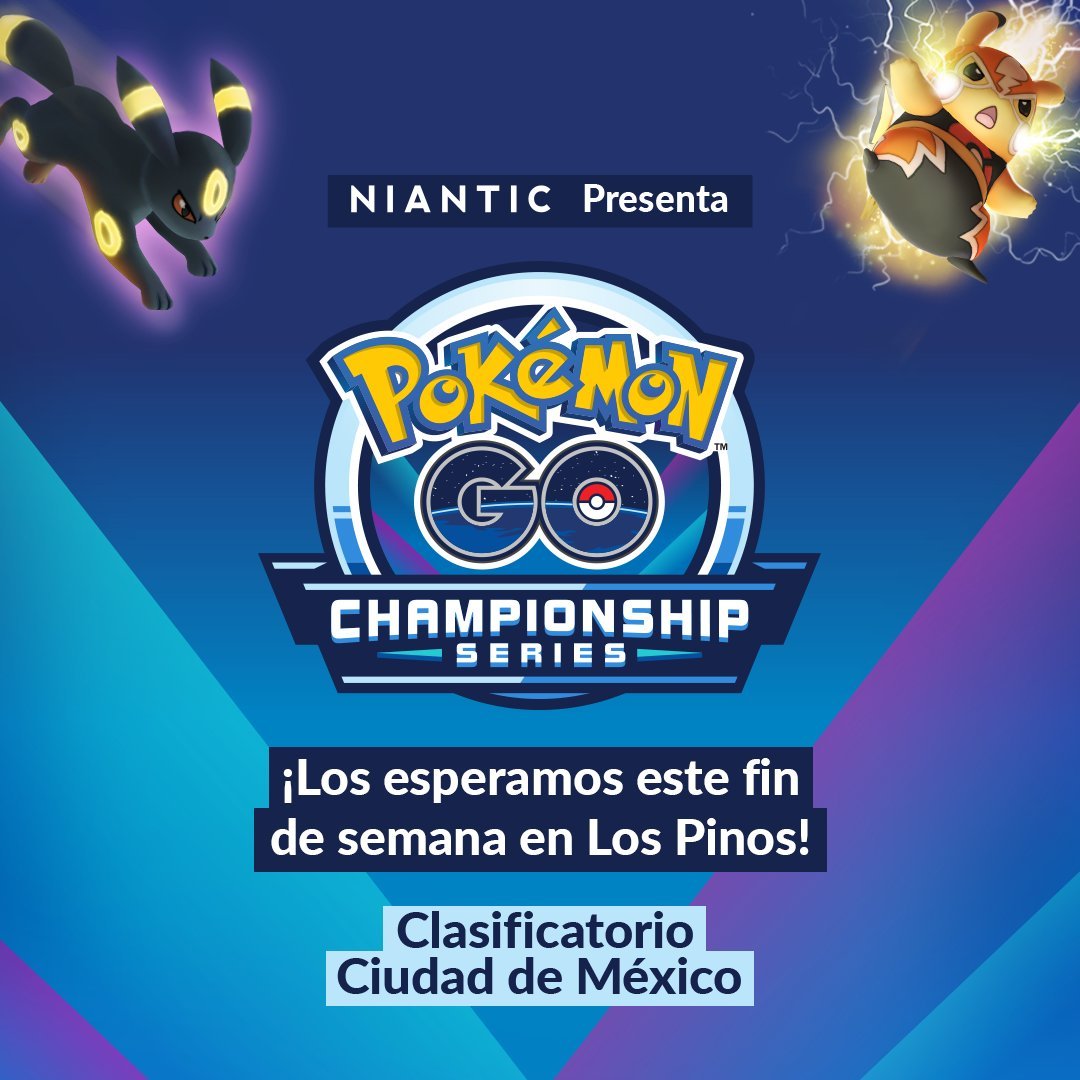 NIANTIC Presenta
POKéMON
GO
TM
CHAMPIONSHIP
SERIES
¡Los esperamos este fin
de semana en Los Pinos!
Clasificatorio
Ciudad de México